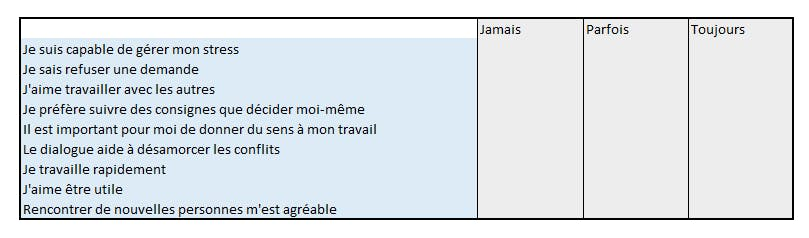 Jamais Parfois Toujours
Je suis capable de gérer mon stress
Je sais refuser une demande
J'aime travailler avec les autres
Je préfère suivre des consignes que décider moi-même
Il est important pour moi de donner du sens à mon travail
Le dialogue aide à désamorcer les conflits
Je travaille rapidement
J'aime être utile
Rencontrer de nouvelles personnes m'est agréable